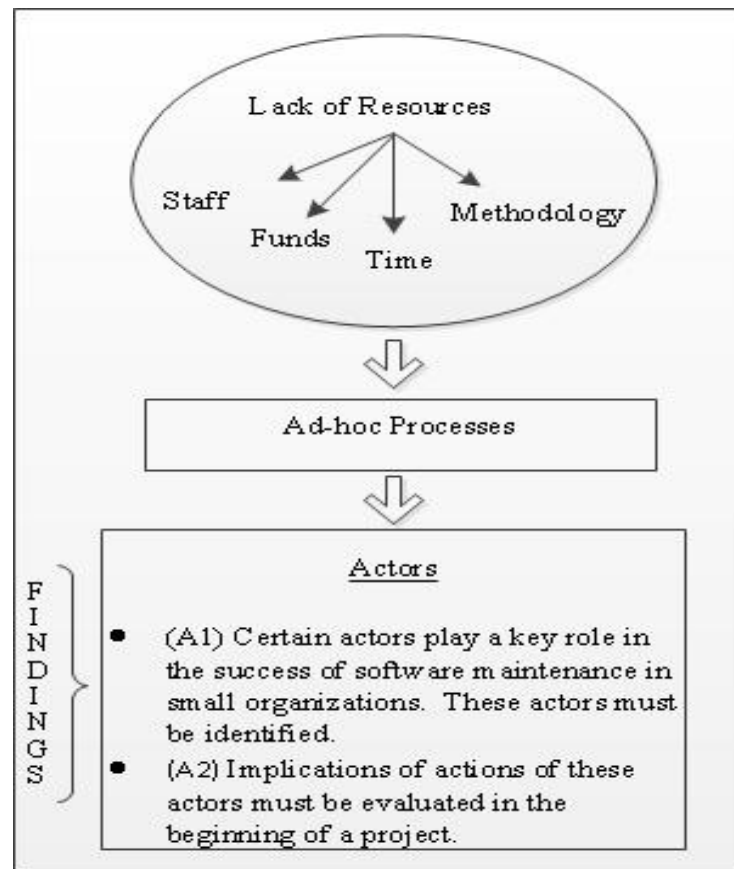 Lack of Resources
Staff
Funds
Time
Methodology
Ad-hoc Processes
FINDINGS
Actors
● (A1) Certain actors play a key role in
the success of software maintenance in
small organizations. These actors must
be identified.
● (A2) Implications of actions of these
actors must be evaluated in the
beginning of a project.